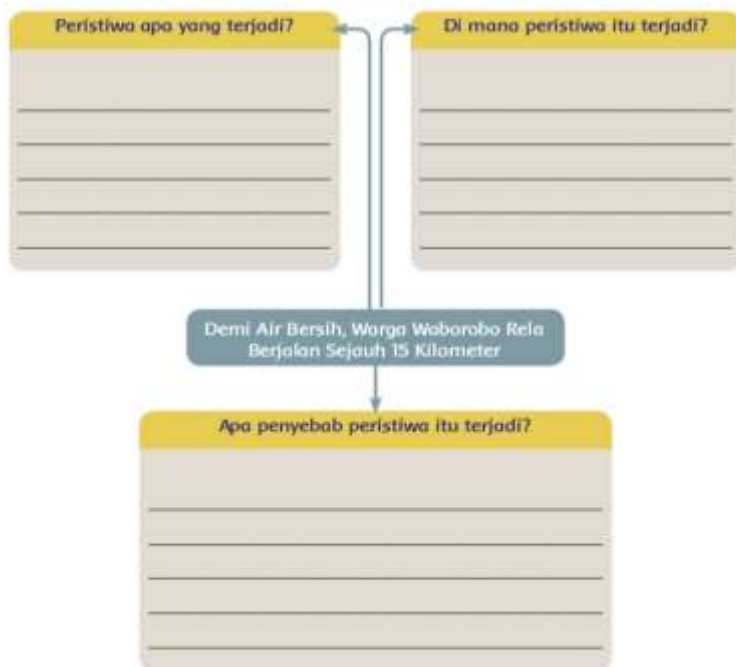 Peristiwa apa yang terjadi?
Di mana peristiwa itu terjadi?
Demi Air Bersih, Warga Waborobo Rela
Berjalan Sejauh 15 Kilometer
Apa penyebab peristiwa itu terjadi?